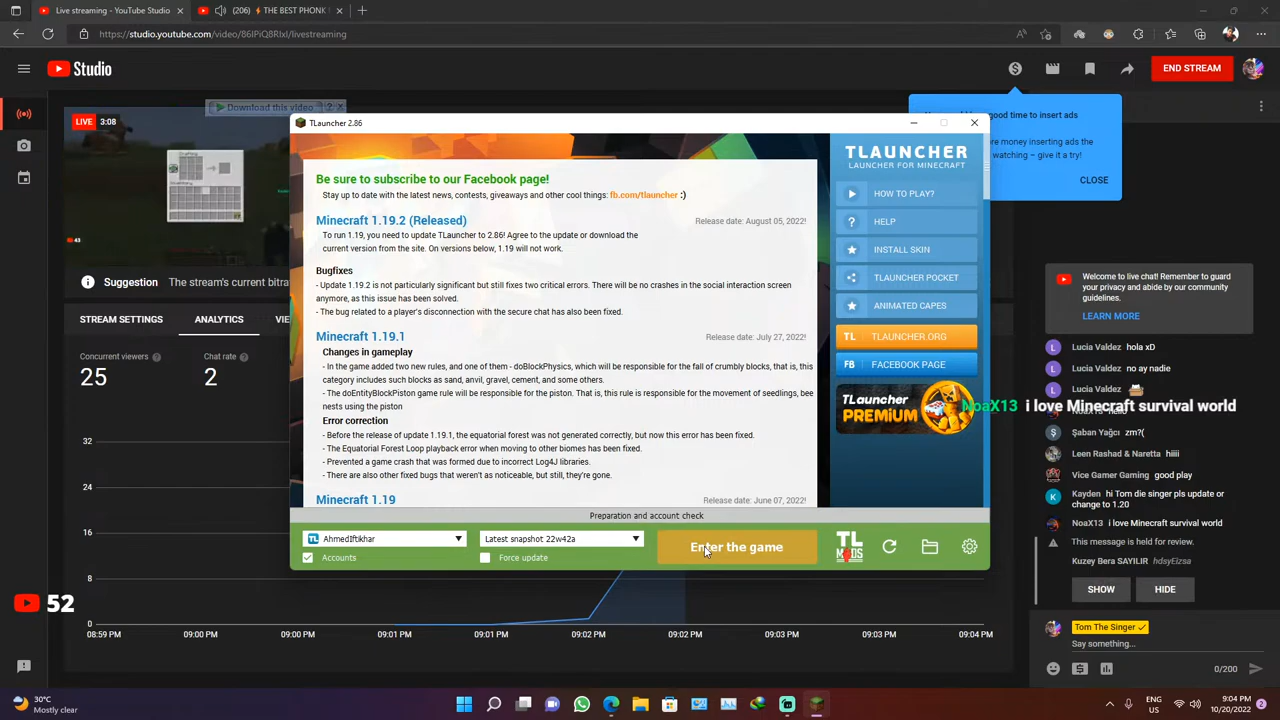 Live streaming - YouTube Studio
(206) ⚡ THE BEST PHONK
https://studio.youtube.com/video/86IPiQ8RIxI/livestreaming
Studio
END STREAM
LIVE 3:08
Download this video ? X
good time to insert ads
re money inserting ads the
watching – give it a try!
CLOSE
43
Suggestion The stream's current bitra
STREAM SETTINGS
ANALYTICS
VIE
Concurrent viewers
25
Chat rate
2
32
24
16
8
0
08:59 PM
09:00 PM
09:00 PM
09:01 PM
09:01 PM
09:02 PM
09:02 PM
09:03 PM
09:03 PM
09:04 PM
52
TLauncher 2.86
Be sure to subscribe to our Facebook page!
Stay up to date with the latest news, contests, giveaways and other cool things: fb.com/tlauncher :)
Minecraft 1.19.2 (Released)
Release date: August 05, 2022!
To run 1.19, you need to update TLauncher to 2.86! Agree to the update or download the
current version from the site. On versions below, 1.19 will not work.
Bugfixes
- Update 1.19.2 is not particularly significant but still fixes two critical errors. There will be no crashes in the social interaction screen
anymore, as this issue has been solved.
- The bug related to a player's disconnection with the secure chat has also been fixed.
Minecraft 1.19.1
Release date: July 27, 2022!
Changes in gameplay
- In the game added two new rules, and one of them - doBlockPhysics, which will be responsible for the fall of crumbly blocks, that is, this
category includes such blocks as sand, anvil, gravel, cement, and some others.
- The doEntityBlockPiston game rule will be responsible for the piston. That is, this rule is responsible for the movement of seedlings, bee
nests using the piston
Error correction
- Before the release of update 1.19.1, the equatorial forest was not generated correctly, but now this error has been fixed.
- The Equatorial Forest Loop playback error when moving to other biomes has been fixed.
- Prevented a game crash that was formed due to incorrect Log4J libraries.
- There are also other fixed bugs that weren't as noticeable, but still, they're gone.
Minecraft 1.19
Release date: June 07, 2022!
TLAUNCHER
LAUNCHER FOR MINECRAFT
HOW TO PLAY?
HELP
INSTALL SKIN
TLAUNCHER POCKET
ANIMATED CAPES
TL TLAUNCHER.ORG
FB FACEBOOK PAGE
TLauncher
PREMIUM
Preparation and account check
AhmedIftikhar
Latest snapshot 22w42a
Enter the game
TL
MODS
Accounts
Force update
NoaX13 i love Minecraft survival world
Welcome to live chat! Remember to guard
your privacy and abide by our community
guidelines.
LEARN MORE
Lucia Valdez hola xD
Lucia Valdez no ay nadie
Lucia Valdez
Şaban Yağcı zm?(
Leen Rashad & Naretta hiiii
Vice Gamer Gaming good play
Kayden hi Tom die singer pls update or
change to 1.20
NoaX13 i love Minecraft survival world
This message is held for review.
Kuzey Bera SAYILIR hdsyEizsa
SHOW
HIDE
Tom The Singer
Say something...
0/200
30°C
Mostly clear
ENG
US
9:04 PM
10/20/2022
2